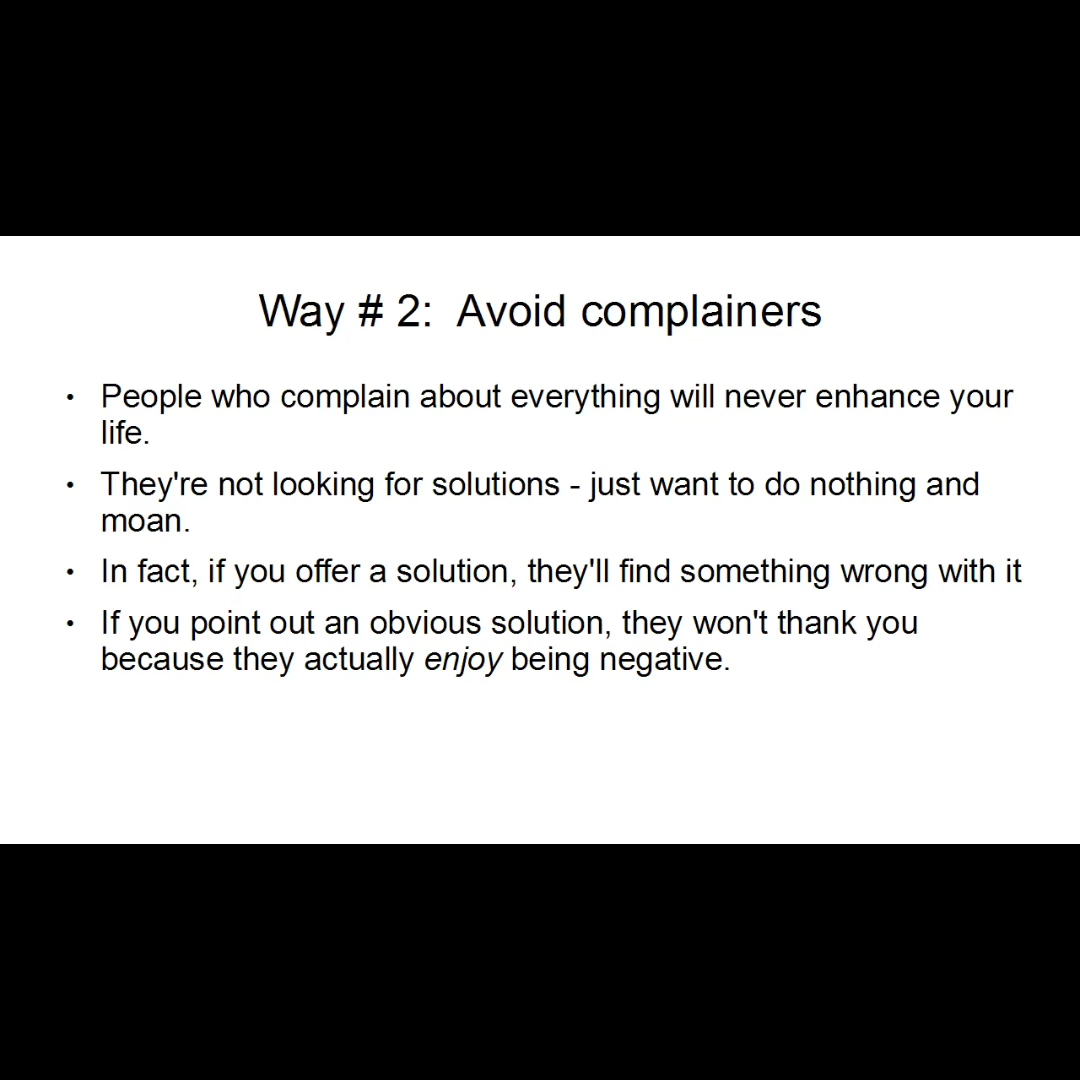 Way # 2:  Avoid complainers
• People who complain about everything will never enhance your
life.
• They're not looking for solutions - just want to do nothing and
moan.
• In fact, if you offer a solution, they'll find something wrong with it
• If you point out an obvious solution, they won't thank you
because they actually enjoy being negative.